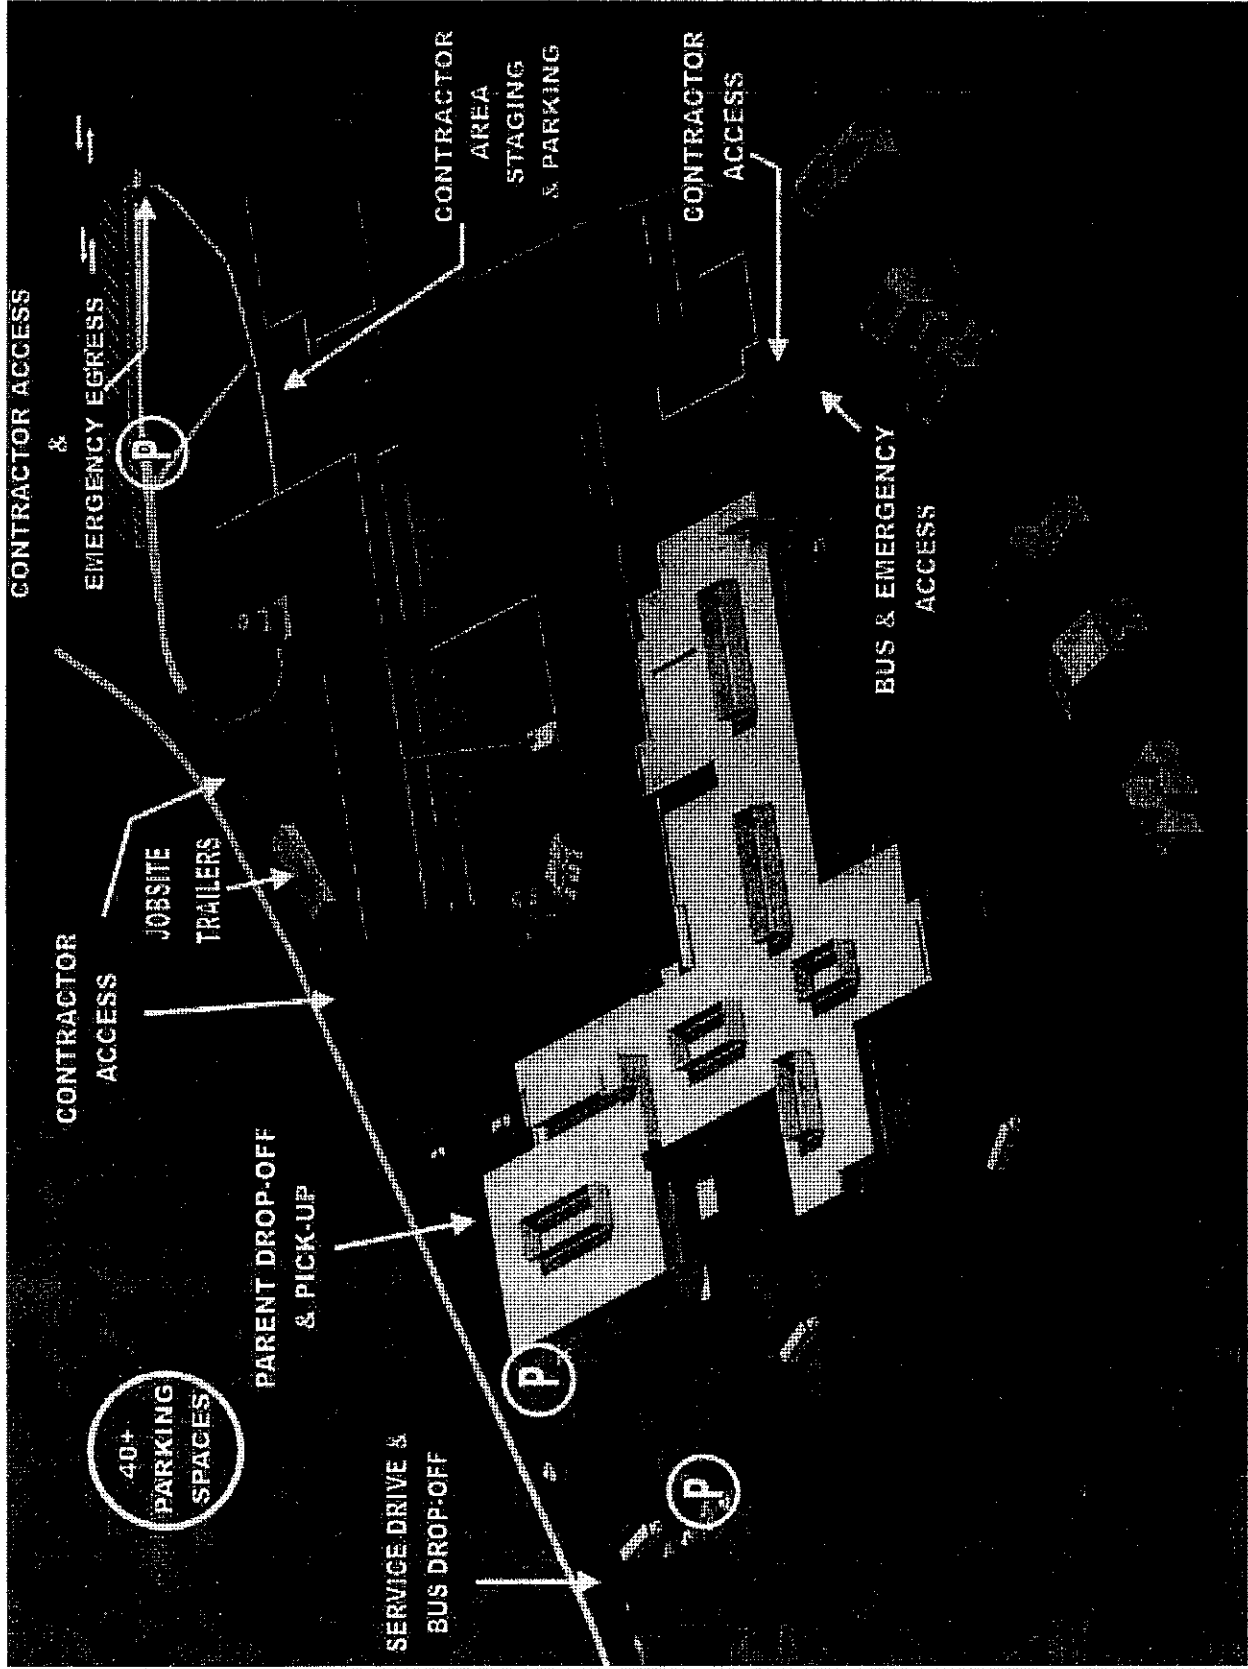 CONTRACTOR ACCESS
&
EMERGENCY EGRESS
P
CONTRACTOR
ACCESS
JOBSITE
TRAILERS
PARENT DROP-OFF
& PICK-UP
40+
PARKING
SPACES
SERVICE DRIVE &
BUS DROP-OFF
P
P
CONTRACTOR
AREA
STAGING
& PARKING
CONTRACTOR
ACCESS
BUS & EMERGENCY
ACCESS